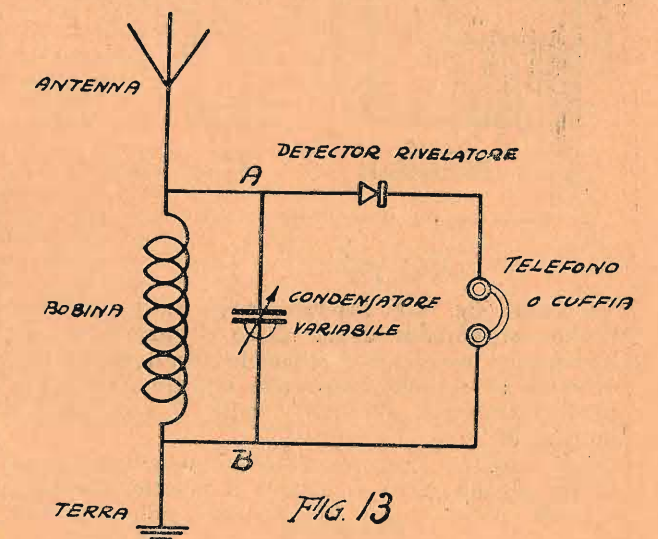 ANTENNA
DETECTOR RIVELATORE
A
TELEFONO
O CUFFIA
BOBINA
CONDENSATORE
VARIABILE
B
TERRA
FIG. 13